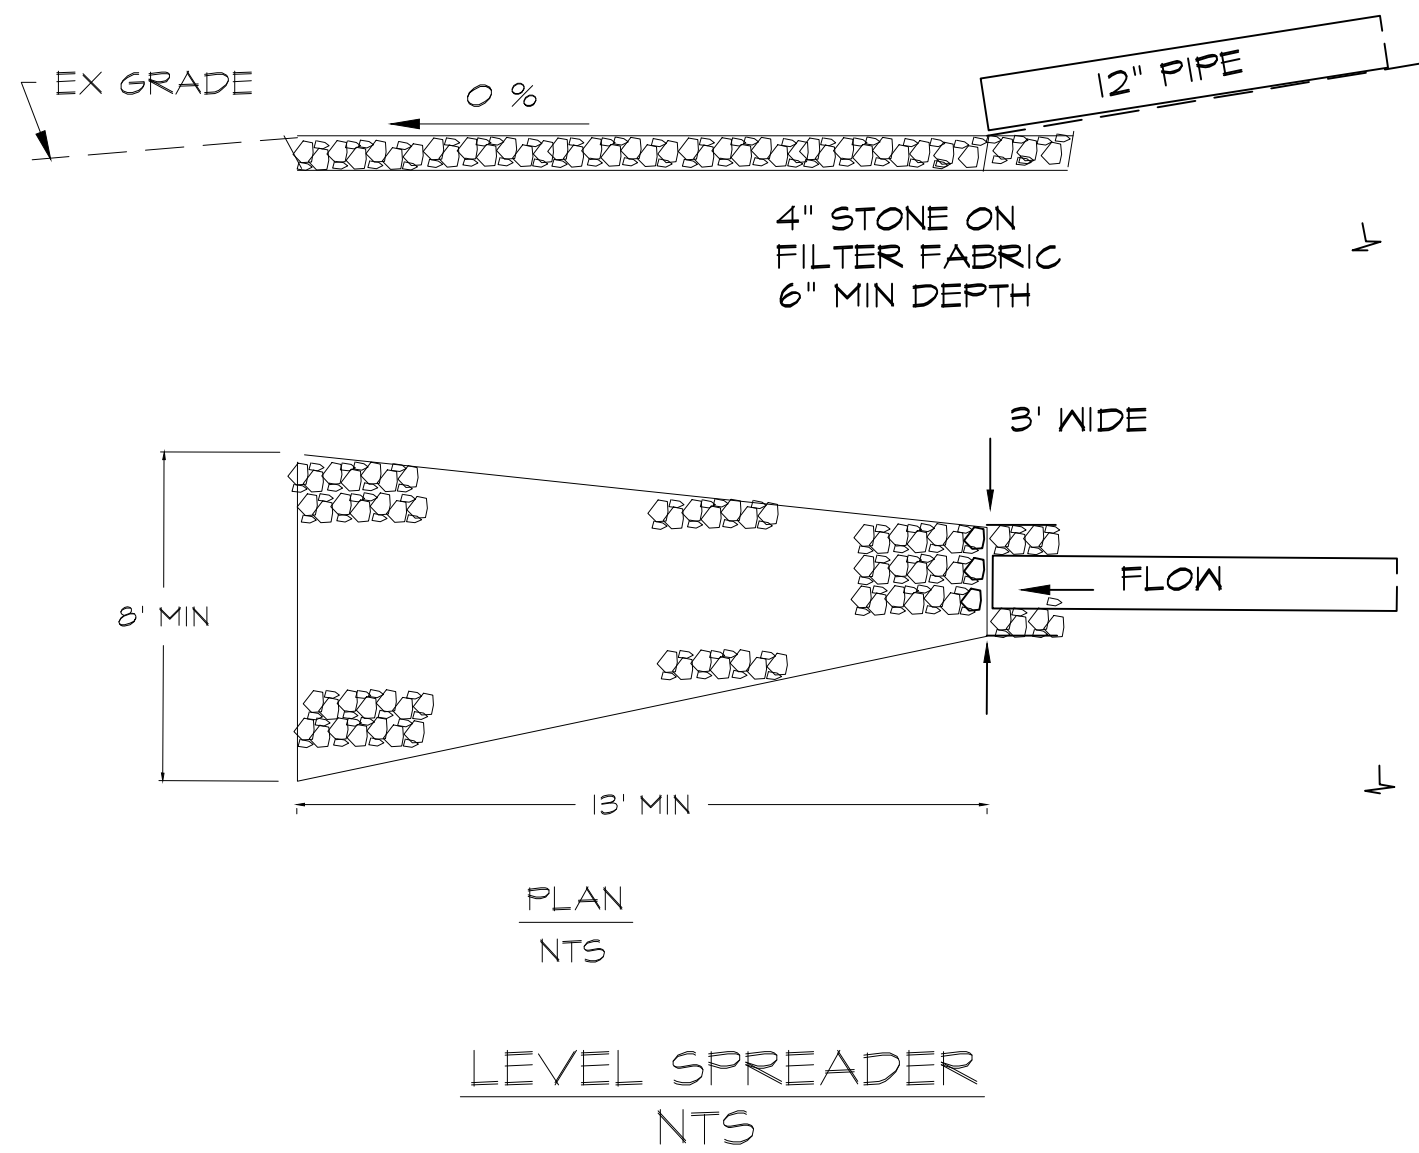 12" PIPE
EX GRADE
0 %
4" STONE ON
FILTER FABRIC
6" MIN DEPTH
3' WIDE
FLOW
8' MIN
13' MIN
PLAN
NTS
LEVEL SPREADER
NTS